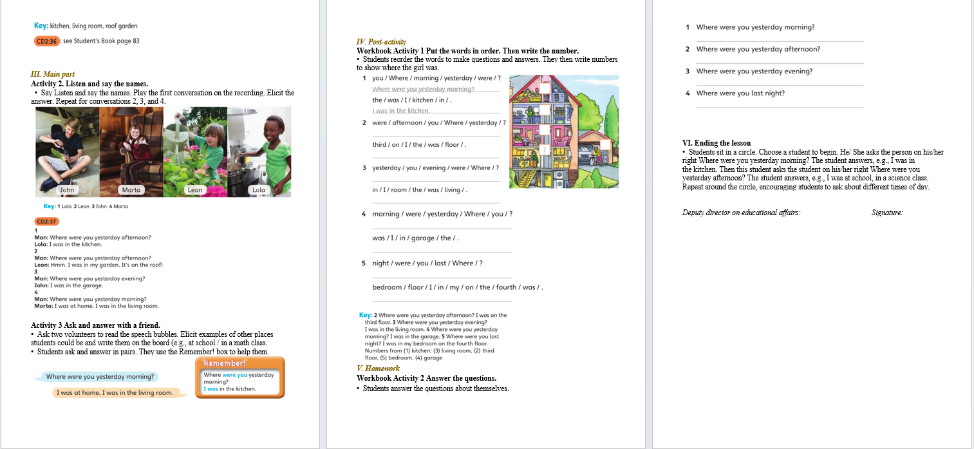 Key: kitchen, living room, roof garden
CD2:36 see Student's Book page 83
III. Main part
Activity 2. Listen and say the names.
• Say Listen and say the names. Play the first conversation on the recording. Elicit the
answer. Repeat for conversations 2, 3, and 4.
John Marta Leon Lola
Key: 1 Lola 2 Leon 3 John 4 Marta
CD2:37
1
Man: Where were you yesterday afternoon?
Lola: I was in the kitchen.
2
Man: Where were you yesterday afternoon?
Leon: Hmm. I was in my garden. It's on the roof!
3
Man: Where were you yesterday evening?
John: I was in the garage.
4
Man: Where were you yesterday morning?
Marta: I was at home. I was in the living room.
Activity 3 Ask and answer with a friend.
• Ask two volunteers to read the speech bubbles. Elicit examples of other places
students could be and write them on the board (e.g., at school / in a math class.
• Students ask and answer in pairs. They use the Remember! box to help them.
Where were you yesterday morning?
I was at home. I was in the living room.
Remember!
Where were you yesterday
morning?
I was in the kitchen.
IV. Post-activity
Workbook Activity 1 Put the words in order. Then write the number.
• Students reorder the words to make questions and answers. They then write numbers
to show where the girl was.
1 you / Where / morning / yesterday / were / ?
Where were you yesterday morning?
the / was / I / kitchen / in / .
I was in the kitchen.
2 were / afternoon / you / Where / yesterday / ?
third / on / I / the / was / floor / .
3 yesterday / you / evening / were / Where / ?
in / I / room / the / was / living / .
4 morning / were / yesterday / Where / you / ?
was / I / in / garage / the / .
5 night / were / you / last / Where / ?
bedroom / floor / I / in / my / on / the / fourth / was / .
Key: 2 Where were you yesterday afternoon? I was on the
third floor. 3 Where were you yesterday evening?
I was in the living room. 4 Where were you yesterday
morning? I was in the garage. 5 Where were you last
night? I was in my bedroom on the fourth floor.
Numbers from (1) kitchen: (3) living room, (2) third
floor, (5) bedroom, (4) garage
V. Homework
Workbook Activity 2 Answer the questions.
• Students answer the questions about themselves.
1 Where were you yesterday morning?
2 Where were you yesterday afternoon?
3 Where were you yesterday evening?
4 Where were you last night?
VI. Ending the lesson
• Students sit in a circle. Choose a student to begin. He/ She asks the person on his/her
right Where were you yesterday morning? The student answers, e.g., I was in
the kitchen. Then this student asks the student on his/her right Where were you
yesterday afternoon? The student answers, e.g., I was at school, in a science class.
Repeat around the circle, encouraging students to ask about different times of day.
Deputy director on educational affairs: Signature: